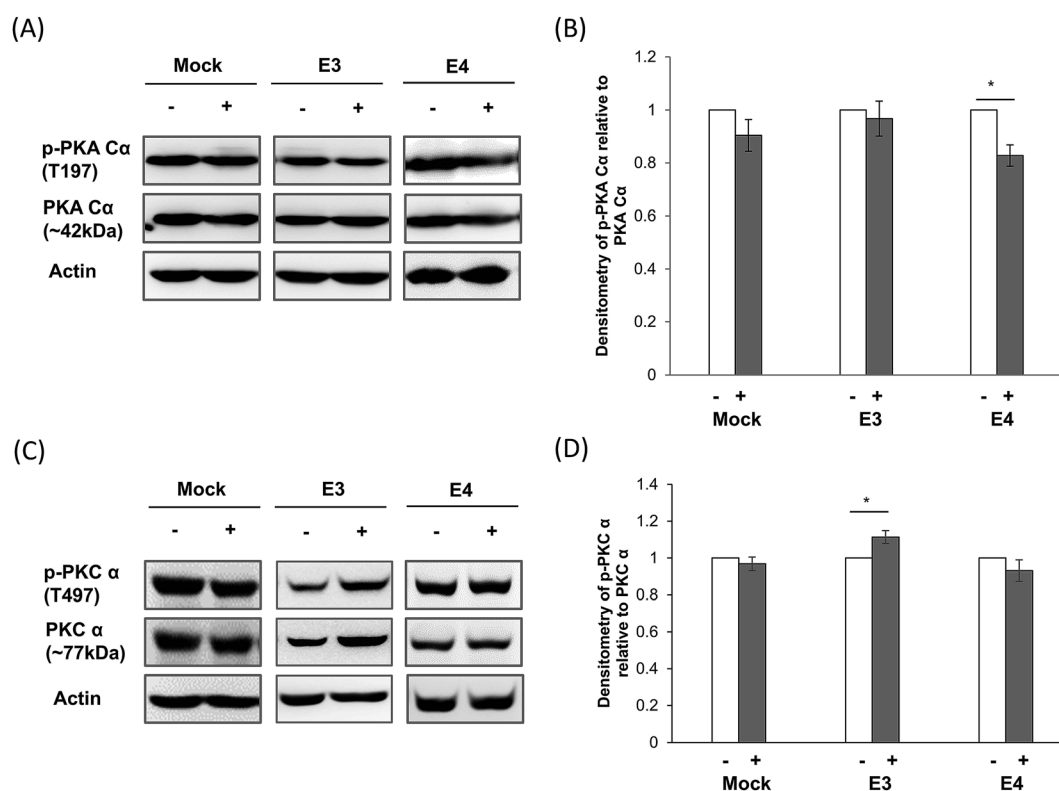 (A)
Mock E3 E4
- + - + - +
p-PKA Cα
(T197)
PKA Cα
(~42kDa)
Actin
(B)
Densitometry of p-PKA Cα relative to
PKA Cα
1.2
1
0.8
0.6
0.4
0.2
0
*
- + - + - +
Mock E3 E4
(C)
Mock E3 E4
- + - + - +
p-PKC α
(T497)
PKC α
(~77kDa)
Actin
(D)
Densitometry of p-PKC α
relative to PKC α
1.4
1.2
1
0.8
0.6
0.4
0.2
0
*
- + - + - +
Mock E3 E4